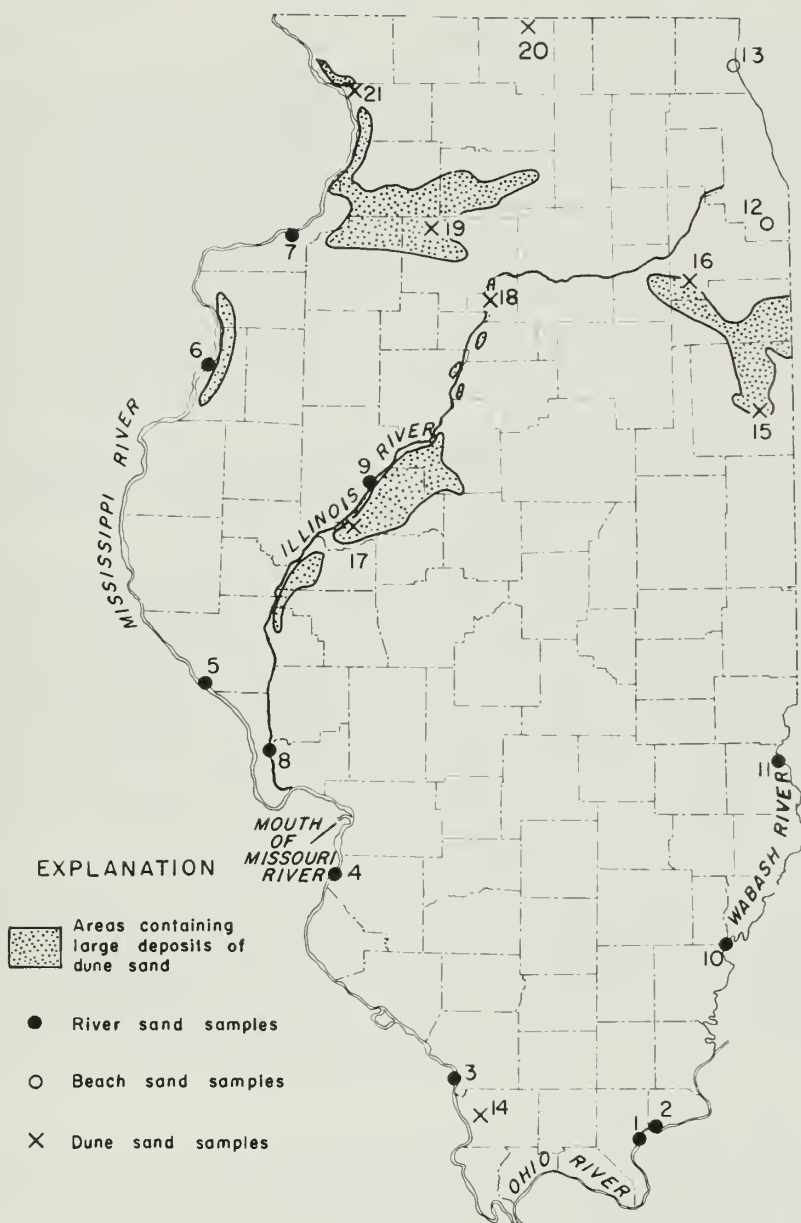 20
13
21
19
12
7
16
18
6
15
MISSISSIPPI RIVER
9
ILLINOIS RIVER
17
5
8
11
MOUTH
OF
MISSOURI
RIVER
4
WABASH RIVER
10
EXPLANATION
Areas containing
large deposits of
dune sand
River sand samples
Beach sand samples
Dune sand samples
3
14
1
2
OHIO RIVER